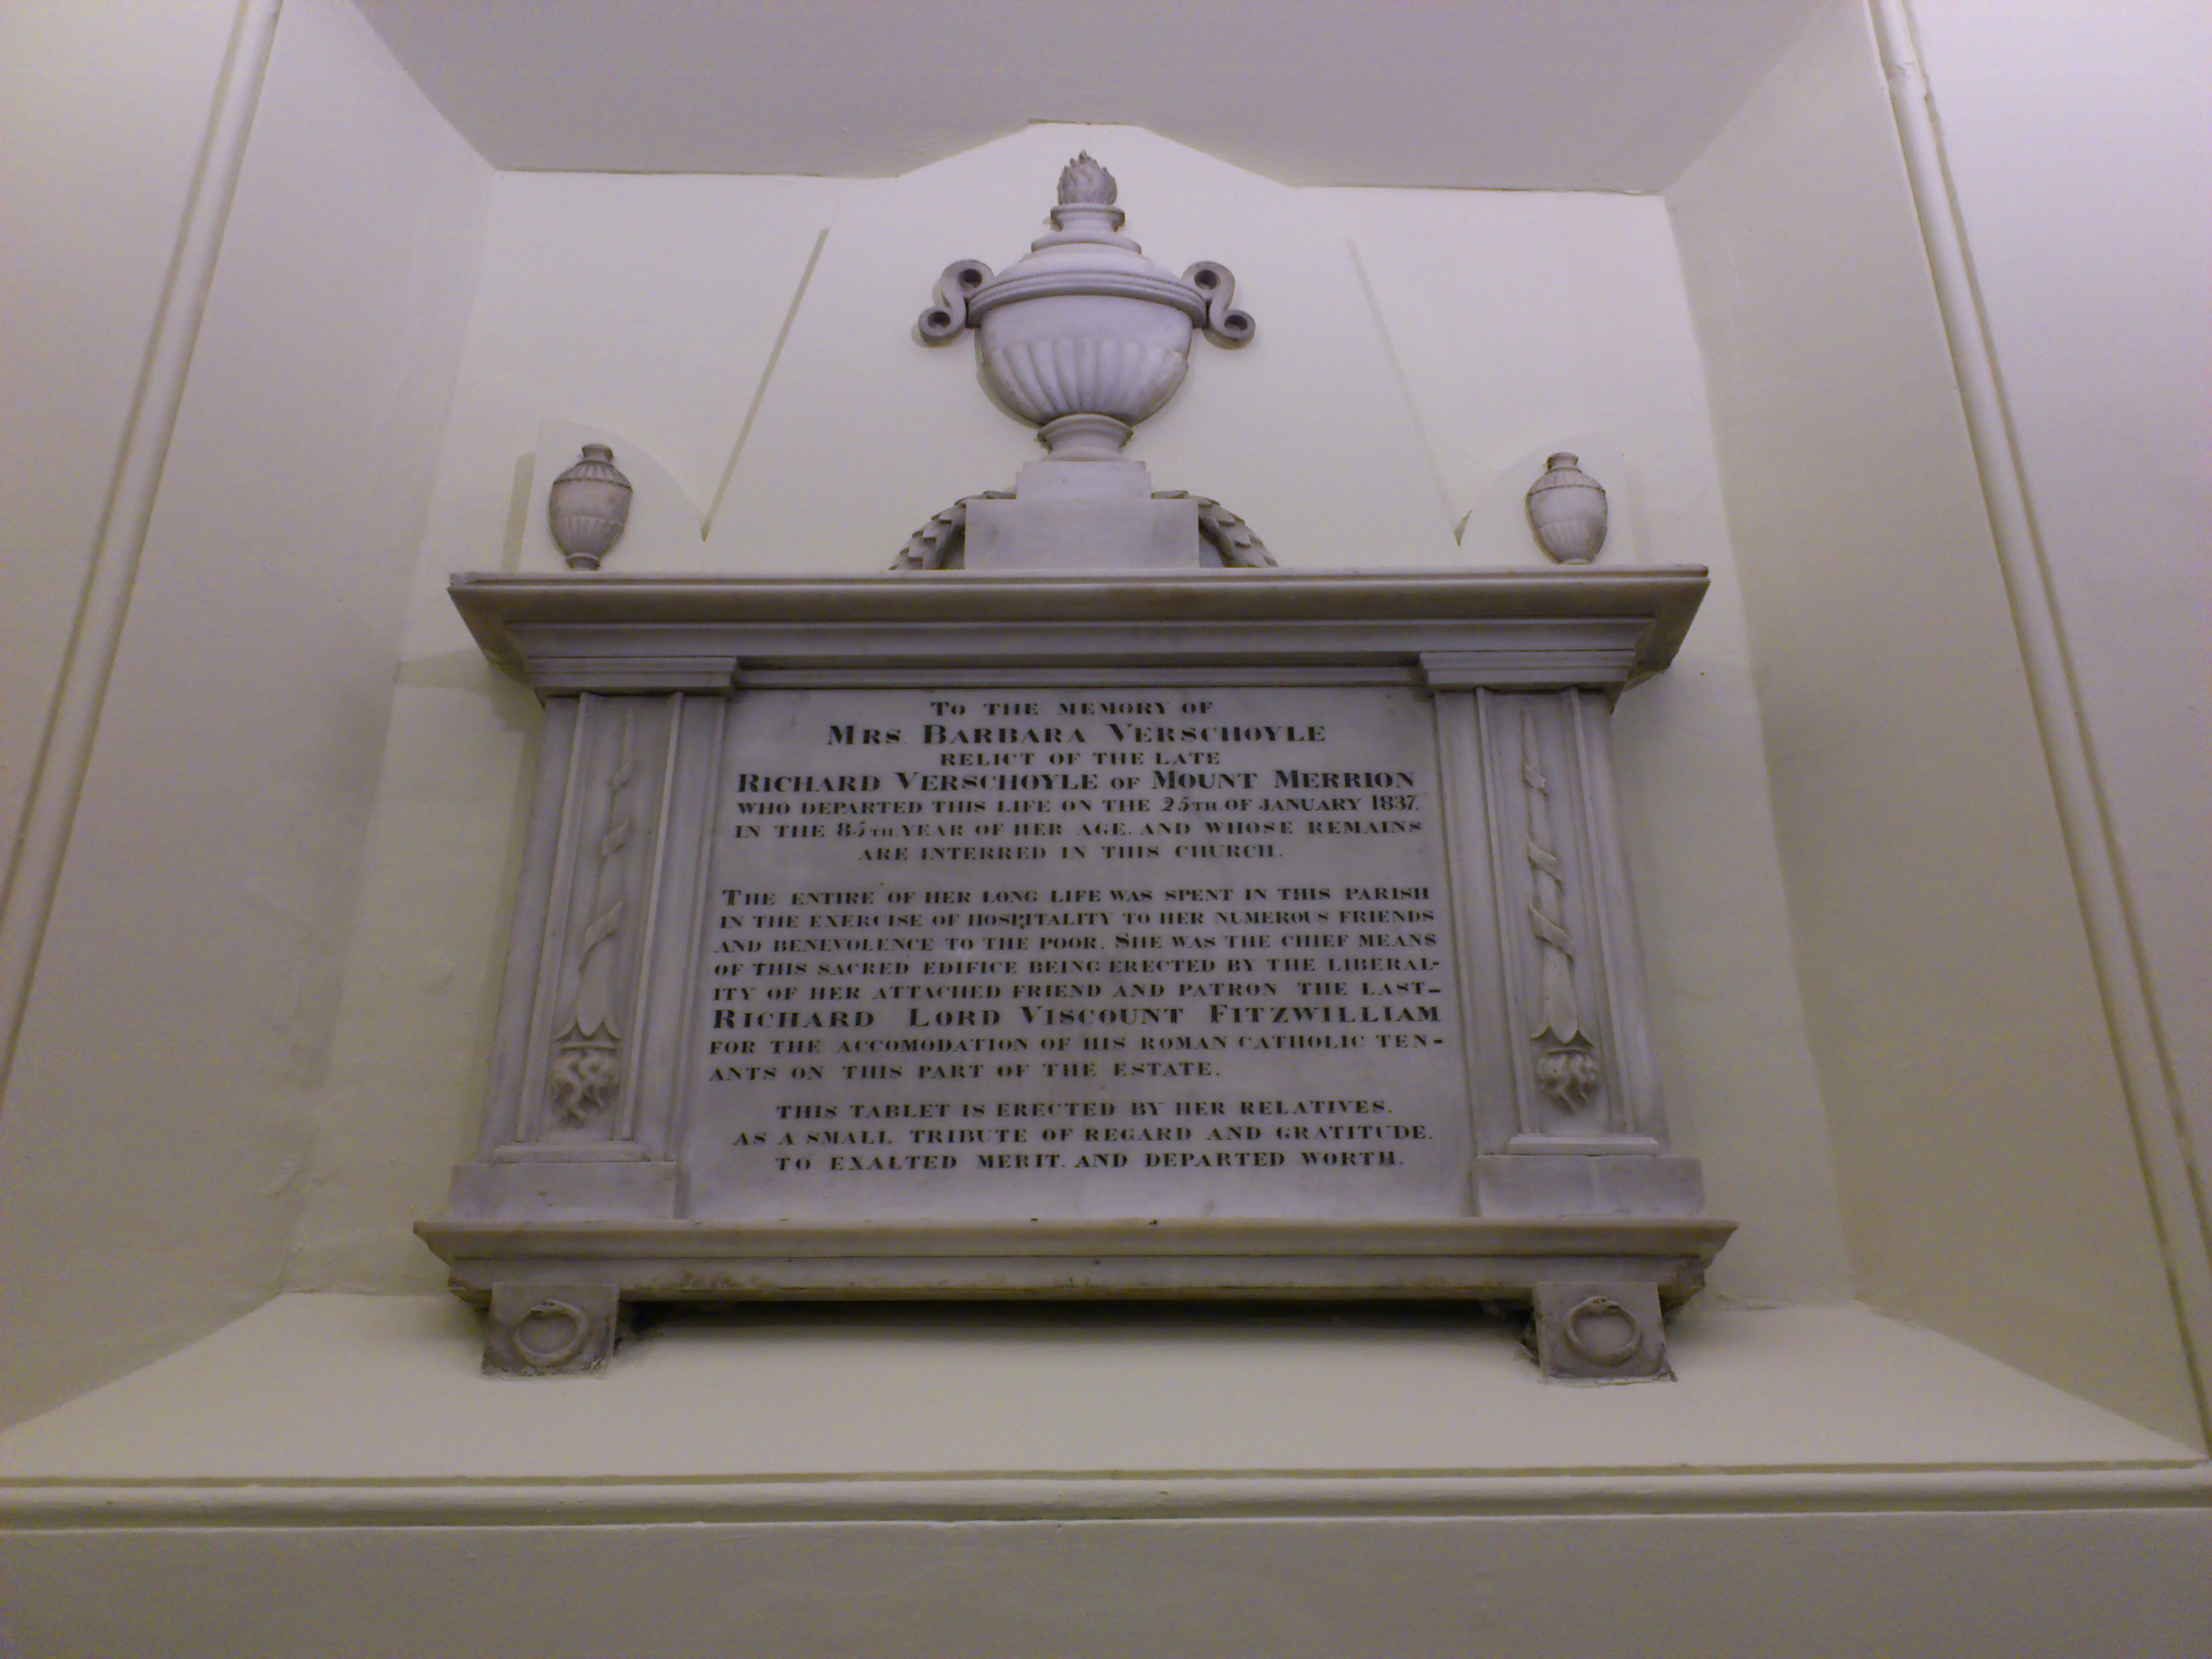 To the memory of
Mrs. Barbara Verschoyle
relict of the late
Richard Verschoyle of Mount Merrion
who departed this life on the 25th. of January 1837.
in the 85th. year of her age. and whose remains
are interred in this church.
The entire of her long life was spent in this parish
in the exercise of hospitality to her numerous friends
and benevolence to the poor. She was the chief means
of this sacred edifice being erected by the liberal-
ity of her attached friend and patron the last-
Richard Lord Viscount Fitzwilliam
for the accomodation of his Roman Catholic ten-
ants on this part of the estate.
This tablet is erected by her relatives.
as a small tribute of regard and gratitude.
to exalted merit. and departed worth.